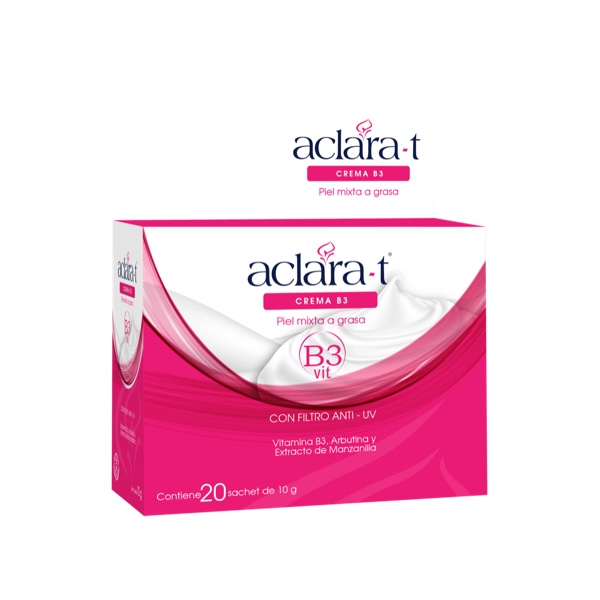 aclara-t
CREMA B3
Piel mixta a grasa
aclara-t®
CREMA B3
Piel mixta a grasa
B3
vit
CON FILTRO ANTI - UV
Vitamina B3, Arbutina y
Extracto de Manzanilla
Contiene 20 sachet de 10 g
aclara-t
CREMA B3
B3
vit